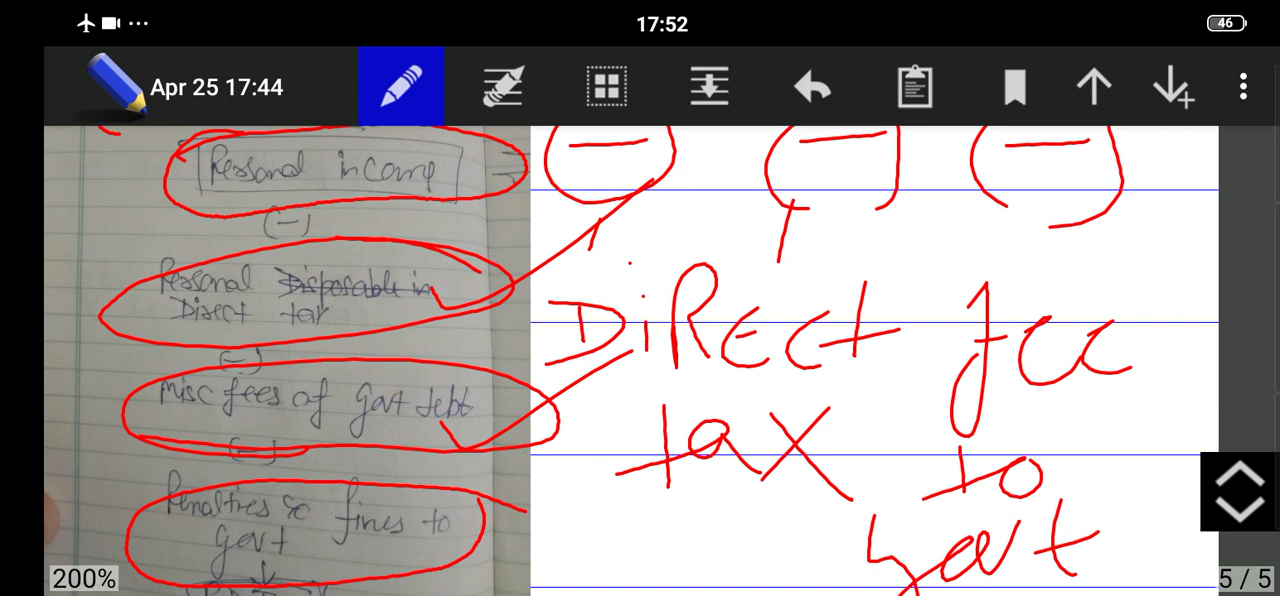 17:52
46
Apr 25 17:44
Personal incomp
(-)
Personal Disposable in
Direct tax
(-)
misc fees of govt debt
(-)
Penalties & fines to
govt
(-) (-) (-)
DiRect fee
tax to
govt
200%
5 / 5